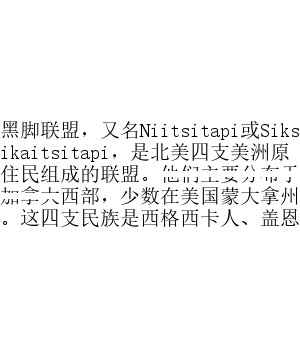 黑脚联盟，又名Niitsitapi或Siks
ikaitsitapi，是北美四支美洲原
住民组成的联盟。他们主要分布于
加拿大西部，少数在美国蒙大拿州
。这四支民族是西格西卡人、盖恩